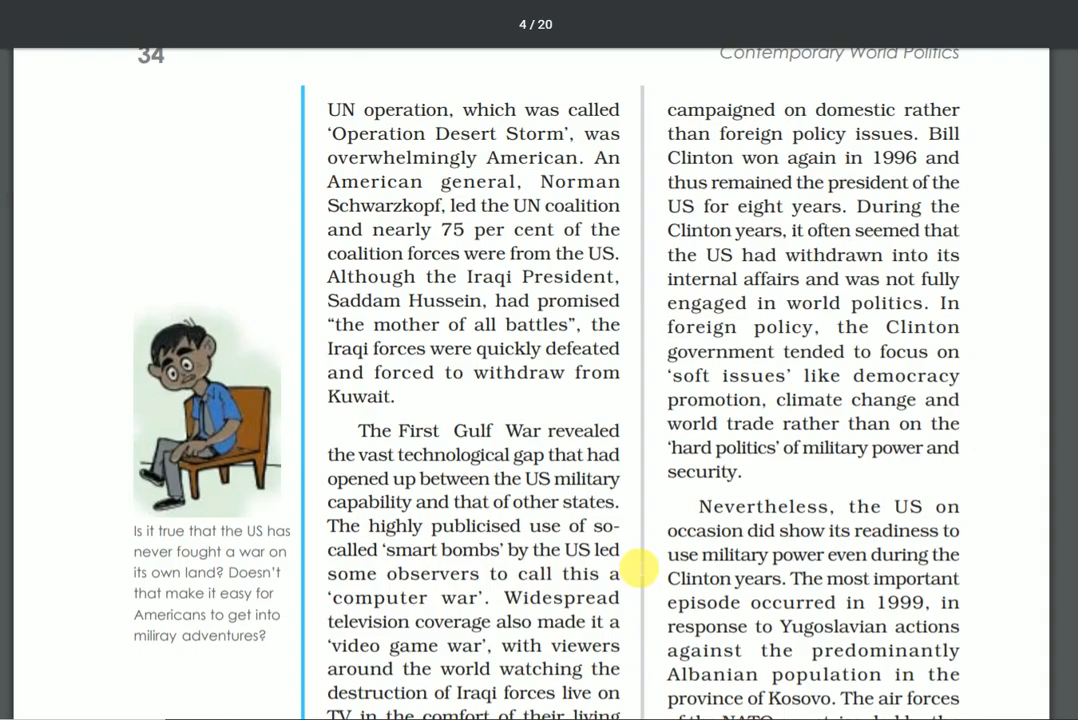 4 / 20
34
Contemporary World Politics
UN operation, which was called
‘Operation Desert Storm’, was
overwhelmingly American. An
American general, Norman
Schwarzkopf, led the UN coalition
and nearly 75 per cent of the
coalition forces were from the US.
Although the Iraqi President,
Saddam Hussein, had promised
“the mother of all battles”, the
Iraqi forces were quickly defeated
and forced to withdraw from
Kuwait.
The First Gulf War revealed
the vast technological gap that had
opened up between the US military
capability and that of other states.
The highly publicised use of so-
called ‘smart bombs’ by the US led
some observers to call this a
‘computer war’. Widespread
television coverage also made it a
‘video game war’, with viewers
around the world watching the
destruction of Iraqi forces live on
TV in the comfort of their living
campaigned on domestic rather
than foreign policy issues. Bill
Clinton won again in 1996 and
thus remained the president of the
US for eight years. During the
Clinton years, it often seemed that
the US had withdrawn into its
internal affairs and was not fully
engaged in world politics. In
foreign policy, the Clinton
government tended to focus on
‘soft issues’ like democracy
promotion, climate change and
world trade rather than on the
‘hard politics’ of military power and
security.
Nevertheless, the US on
occasion did show its readiness to
use military power even during the
Clinton years. The most important
episode occurred in 1999, in
response to Yugoslavian actions
against the predominantly
Albanian population in the
province of Kosovo. The air forces
Is it true that the US has
never fought a war on
its own land? Doesn’t
that make it easy for
Americans to get into
miliray adventures?